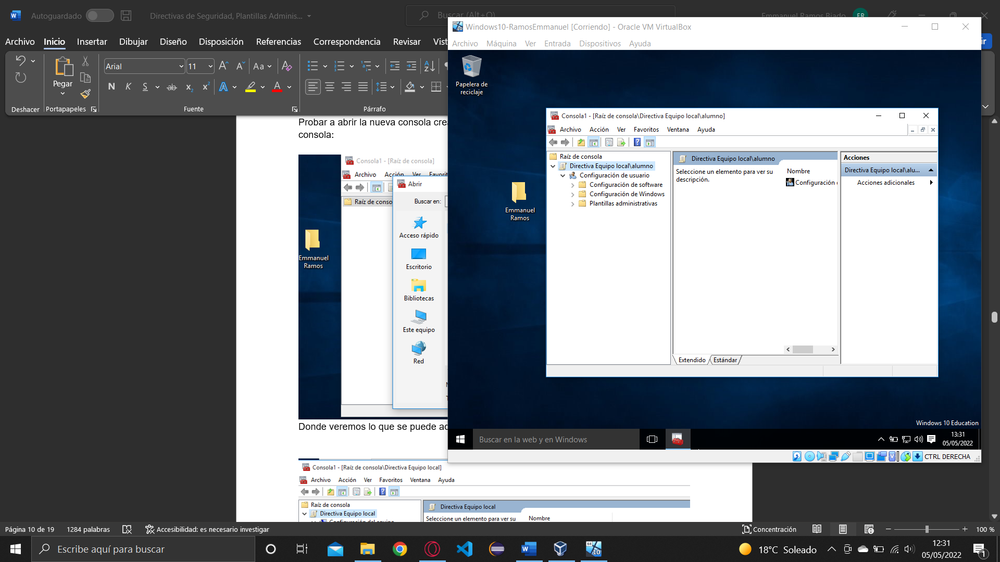 Autoguardado
Directivas de Seguridad, Plantillas Adminis...
Buscar (Alt+Q)
Emmanuel Ramos Biado
ER
Archivo Inicio Insertar Dibujar Diseño Disposición Referencias Correspondencia Revisar Vist
ir
Arial 11
Pegar
Deshacer Portapapeles Fuente Párrafo
Probar a abrir la nueva consola crea
consola:
Consola1 - [Raíz de consola]
Archivo Acción Ver Favorit
Abrir
Raíz de conso
Buscar en:
Acceso rápido
Escritorio
Bibliotecas
Este equipo
Red
Emmanuel
Ramos
Donde veremos lo que se puede ad
Consola1 - [Raíz de consola\Directiva Equipo local]
Archivo Acción Ver Favoritos Ventana Ayuda
Raíz de consola
Directiva Equipo local
Configuración del equipo
Directiva Equipo local
Seleccione un elemento para ver su
Nombre
Windows10-RamosEmmanuel [Corriendo] - Oracle VM VirtualBox
Archivo Máquina Ver Entrada Dispositivos Ayuda
Papelera de
reciclaje
Emmanuel
Ramos
Consola1 - [Raíz de consola\Directiva Equipo local\alumno]
Archivo Acción Ver Favoritos Ventana Ayuda
Raíz de consola
Directiva Equipo local\alumno
Configuración de usuario
Configuración de software
Configuración de Windows
Plantillas administrativas
Directiva Equipo local\alumno
Seleccione un elemento para ver su
descripción.
Nombre
Configuración
Extendido Estándar
Acciones
Directiva Equipo local\alu...
Acciones adicionales
Windows 10 Education
Buscar en la web y en Windows
13:31
05/05/2022
CTRL DERECHA
Página 10 de 19 1284 palabras Accesibilidad: es necesario investigar
Concentración
100 %
Escribe aquí para buscar
18°C Soleado
12:31
05/05/2022
1